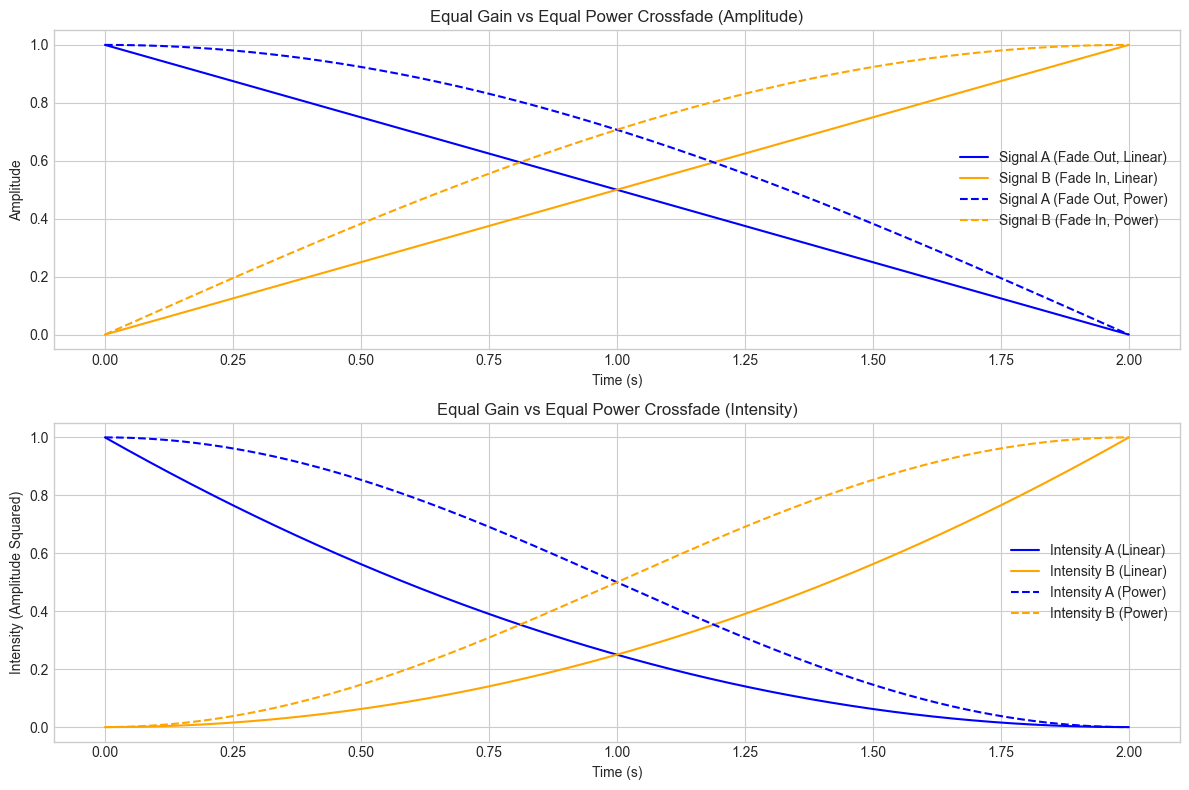 Equal Gain vs Equal Power Crossfade (Amplitude)
1.0
0.8
0.6
0.4
0.2
0.0
Amplitude
Signal A (Fade Out, Linear)
Signal B (Fade In, Linear)
Signal A (Fade Out, Power)
Signal B (Fade In, Power)
0.00 0.25 0.50 0.75 1.00 1.25 1.50 1.75 2.00
Time (s)
Equal Gain vs Equal Power Crossfade (Intensity)
1.0
0.8
0.6
0.4
0.2
0.0
Intensity (Amplitude Squared)
Intensity A (Linear)
Intensity B (Linear)
Intensity A (Power)
Intensity B (Power)
0.00 0.25 0.50 0.75 1.00 1.25 1.50 1.75 2.00
Time (s)